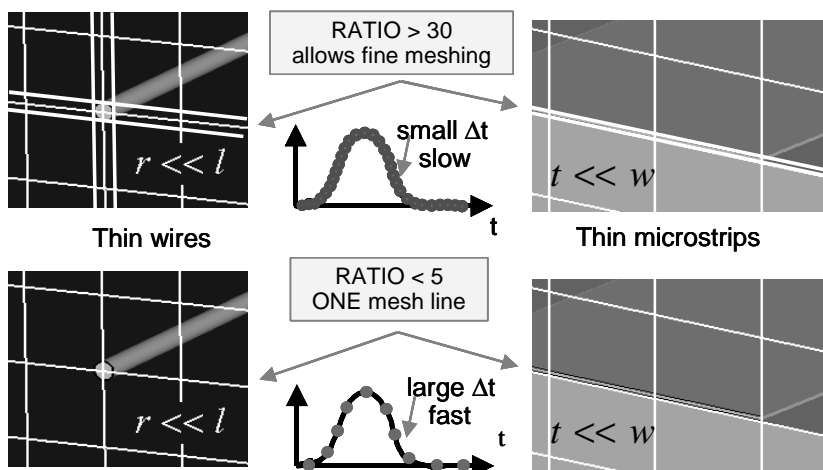 RATIO > 30
allows fine meshing
r << l
small Δt
slow
t
t << w
Thin wires
Thin microstrips
RATIO < 5
ONE mesh line
r << l
large Δt
fast
t
t << w